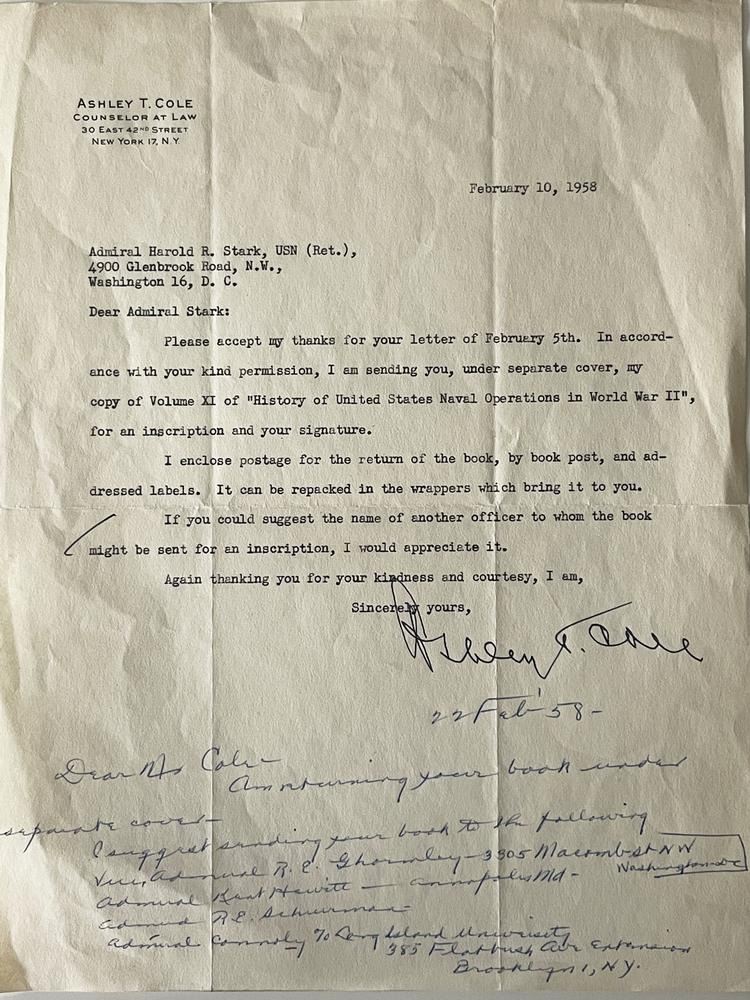 ASHLEY T. COLE
COUNSELOR AT LAW
30 EAST 42ND STREET
NEW YORK 17, N.Y.
February 10, 1958
Admiral Harold R. Stark, USN (Ret.),
4900 Glenbrook Road, N.W.,
Washington 16, D. C.
Dear Admiral Stark:
Please accept my thanks for your letter of February 5th. In accord-
ance with your kind permission, I am sending you, under separate cover, my
copy of Volume XI of "History of United States Naval Operations in World War II",
for an inscription and your signature.
I enclose postage for the return of the book, by book post, and ad-
dressed labels. It can be repacked in the wrappers which bring it to you.
If you could suggest the name of another officer to whom the book
might be sent for an inscription, I would appreciate it.
Again thanking you for your kindness and courtesy, I am,
Sincerely yours,
Ashley T. Cole
22 Feb' 58-
Dear Mr Cole-
Am returning your book under
separate cover-
I suggest sending your book to the following
Vice Admiral R. E. Ghormley - 3305 Macomb St NW
Washington DC
Admiral Kent Hewitt - Annapolis Md -
Admiral R.E.
Admiral Connoly % Long Island University
385 Flatbush Ave Extension
Brooklyn 1, N.Y.